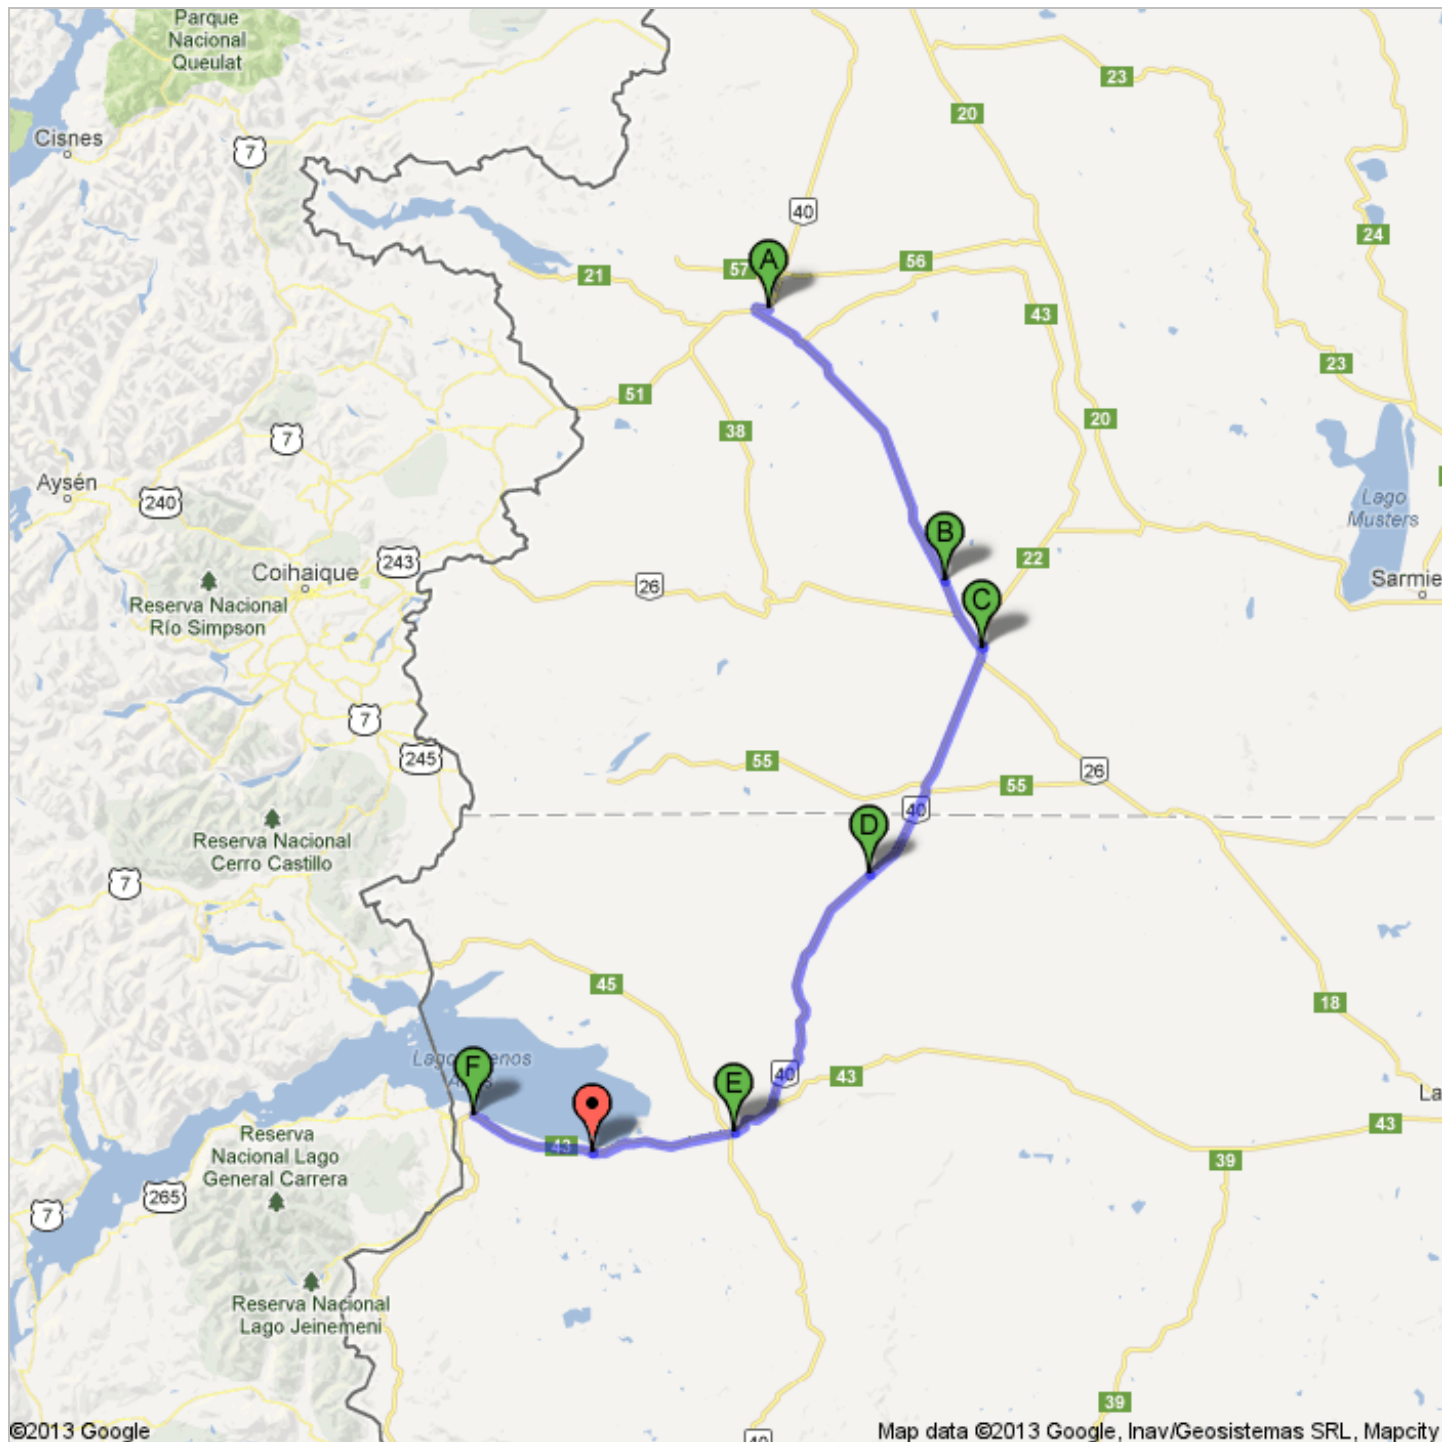 Parque
Nacional
Queulat
23
20
Cisnes
7
40
24
A
57
56
21
43
23
51
20
38
7
Aysén
240
Lago
Musters
B
22
243
Coihaique
26
Sarmie
Reserva Nacional
Río Simpson
C
7
245
55
26
55
40
D
Reserva Nacional
Cerro Castillo
7
45
18
Lago
F
E
40
43
La
43
43
Reserva
Nacional Lago
General Carrera
39
265
7
Reserva Nacional
Lago Jeinemeni
39
40
©2013 Google
Map data ©2013 Google, Inav/Geosistemas SRL, Mapcity